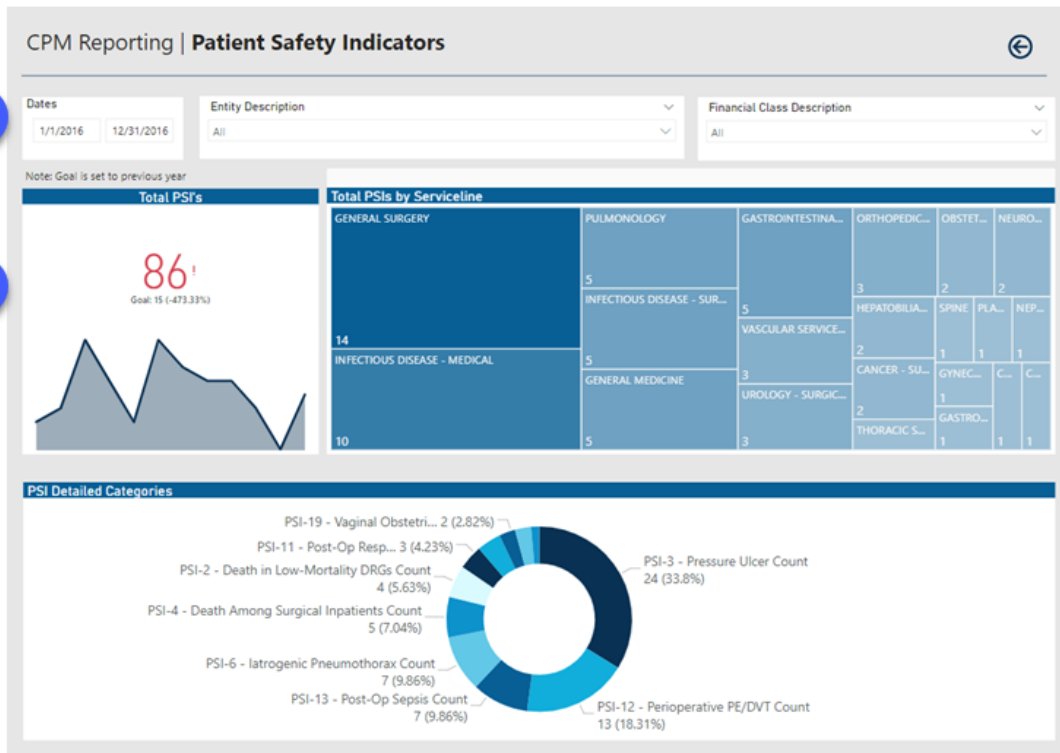 CPM Reporting | Patient Safety Indicators
Dates
1/1/2016 12/31/2016
Entity Description
All
Financial Class Description
All
Note: Goal is set to previous year
Total PSI's
86!
Goal: 15 (-473.33%)
Total PSIs by Serviceline
GENERAL SURGERY
14
INFECTIOUS DISEASE - MEDICAL
10
PULMONOLOGY
5
INFECTIOUS DISEASE - SUR...
5
GENERAL MEDICINE
5
GASTROINTESTINA...
5
VASCULAR SERVICE...
3
UROLOGY - SURGIC...
3
ORTHOPEDIC...
3
HEPATOBILIA...
2
CANCER - SU...
2
THORACIC S...
OBSTET...
2
NEURO...
2
SPINE
1
PLA...
1
NEP...
1
GYNEC...
1
GASTRO...
1
C...
1
C...
1
PSI Detailed Categories
PSI-19 - Vaginal Obstetri... 2 (2.82%)
PSI-11 - Post-Op Resp... 3 (4.23%)
PSI-2 - Death in Low-Mortality DRGs Count
4 (5.63%)
PSI-4 - Death Among Surgical Inpatients Count
5 (7.04%)
PSI-6 - Iatrogenic Pneumothorax Count
7 (9.86%)
PSI-13 - Post-Op Sepsis Count
7 (9.86%)
PSI-3 - Pressure Ulcer Count
24 (33.8%)
PSI-12 - Perioperative PE/DVT Count
13 (18.31%)